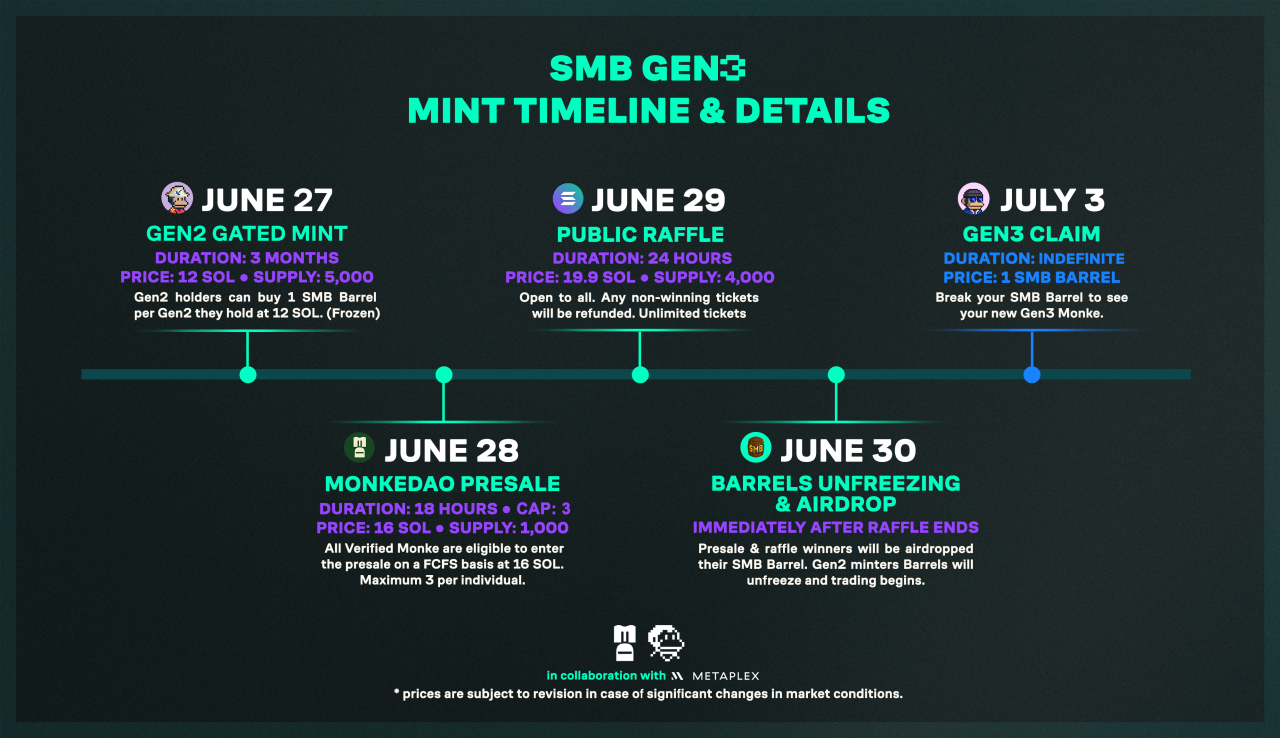 SMB GEN3
MINT TIMELINE & DETAILS
JUNE 27
GEN2 GATED MINT
DURATION: 3 MONTHS
PRICE: 12 SOL • SUPPLY: 5,000
Gen2 holders can buy 1 SMB Barrel
per Gen2 they hold at 12 SOL. (Frozen)
JUNE 29
PUBLIC RAFFLE
DURATION: 24 HOURS
PRICE: 19.9 SOL • SUPPLY: 4,000
Open to all. Any non-winning tickets
will be refunded. Unlimited tickets
JULY 3
GEN3 CLAIM
DURATION: INDEFINITE
PRICE: 1 SMB BARREL
Break your SMB Barrel to see
your new Gen3 Monke.
JUNE 28
MONKEDAO PRESALE
DURATION: 18 HOURS • CAP: 3
PRICE: 16 SOL • SUPPLY: 1,000
All Verified Monke are eligible to enter
the presale on a FCFS basis at 16 SOL.
Maximum 3 per individual.
SMB
JUNE 30
BARRELS UNFREEZING
& AIRDROP
IMMEDIATELY AFTER RAFFLE ENDS
Presale & raffle winners will be airdropped
their SMB Barrel. Gen2 minters Barrels will
unfreeze and trading begins.
in collaboration with METAPLEX
* prices are subject to revision in case of significant changes in market conditions.